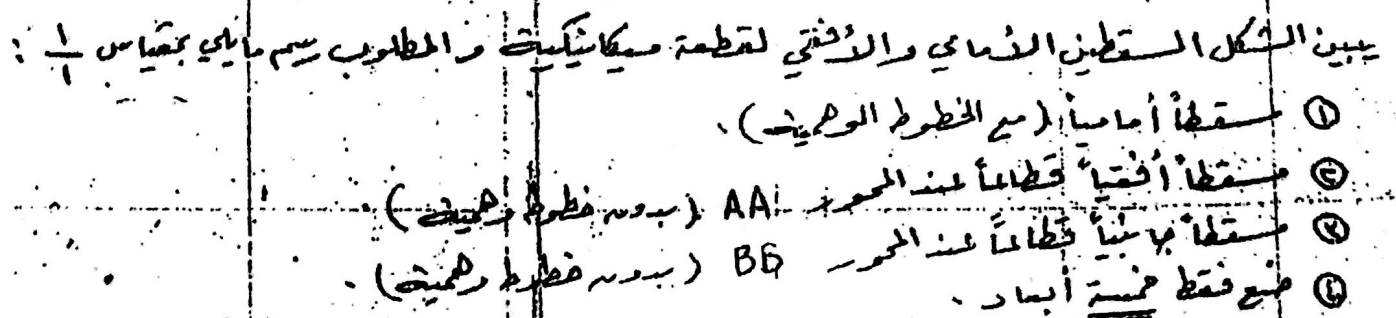 يبين الشكل المسقطين الأمامي والأفقي لقطعة ميكانيكية والمطلوب رسم مايلي بمقياس ١/١ :
① مسقطاً أمامياً (مع الخطوط الوهمية).
② مسقطاً أفقياً قطاعاً عند المحور AA (بدون خطوط وهمية).
③ مسقطاً جانبياً قطاعاً عند المحور BB (بدون خطوط وهمية).
④ ضع فقط خمسة أبعاد.